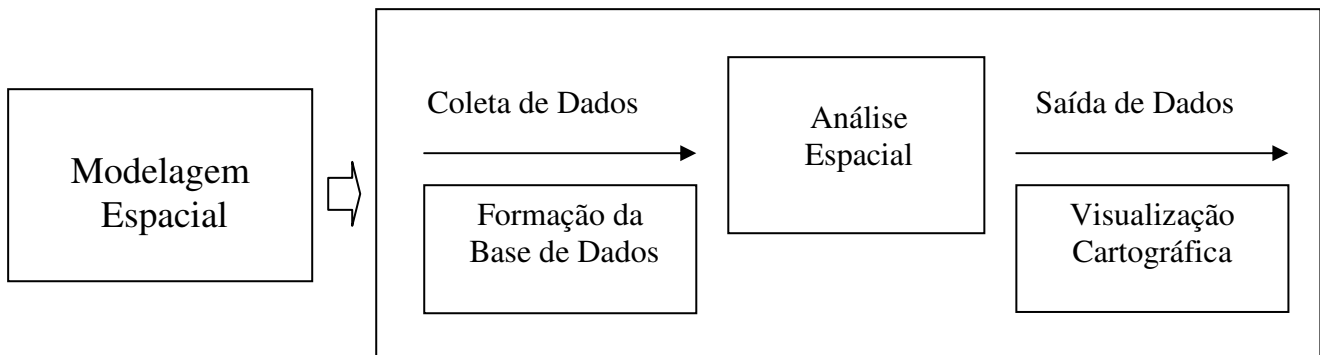 Modelagem
Espacial
Coleta de Dados
Formação da
Base de Dados
Análise
Espacial
Saída de Dados
Visualização
Cartográfica